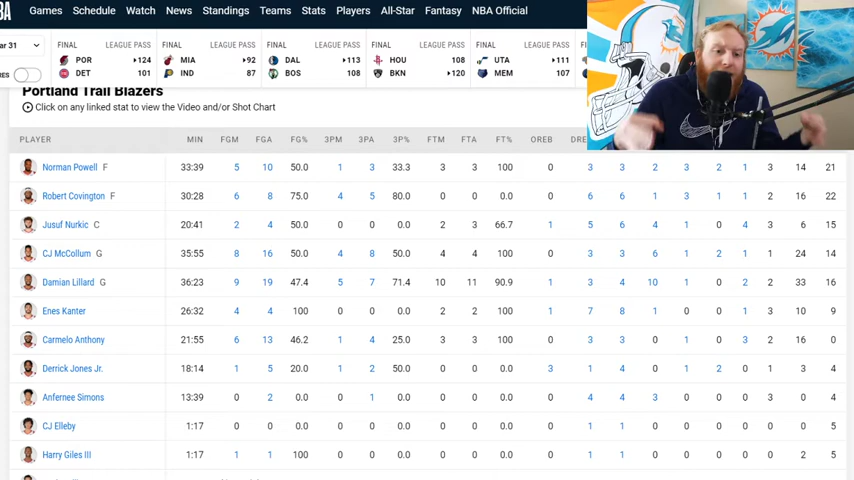 BA Games Schedule Watch News Standings Teams Stats Players All-Star Fantasy NBA Official
ar 31 FINAL LEAGUE PASS FINAL LEAGUE PASS FINAL LEAGUE PASS FINAL LEAGUE PASS FINAL LEAGUE PASS FINAL
POR 124 MIA 92 DAL 113 HOU 108 UTA 111
RES DET 101 IND 87 BOS 108 BKN 120 MEM 107
Portland Trail Blazers
Click on any linked stat to view the Video and/or Shot Chart
PLAYER MIN FGM FGA FG% 3PM 3PA 3P% FTM FTA FT% OREB DRE
Norman Powell F 33:39 5 10 50.0 1 3 33.3 3 3 100 0 3 3 2 3 2 1 3 14 21
Robert Covington F 30:28 6 8 75.0 4 5 80.0 0 0 0.0 0 6 6 1 3 1 1 2 16 22
Jusuf Nurkic C 20:41 2 4 50.0 0 0 0.0 2 3 66.7 1 5 6 4 1 0 4 3 6 15
CJ McCollum G 35:55 8 16 50.0 4 8 50.0 4 4 100 0 3 3 6 1 2 1 1 24 14
Damian Lillard G 36:23 9 19 47.4 5 7 71.4 10 11 90.9 1 3 4 10 1 0 2 2 33 16
Enes Kanter 26:32 4 4 100 0 0 0.0 2 2 100 1 7 8 1 0 0 1 3 10 9
Carmelo Anthony 21:55 6 13 46.2 1 4 25.0 3 3 100 0 3 3 0 1 0 3 2 16 0
Derrick Jones Jr. 18:14 1 5 20.0 1 2 50.0 0 0 0.0 3 1 4 0 1 2 0 1 3 4
Anfernee Simons 13:39 0 2 0.0 0 1 0.0 0 0 0.0 0 4 4 3 0 0 0 3 0 4
CJ Elleby 1:17 0 0 0.0 0 0 0.0 0 0 0.0 0 1 1 0 0 0 0 0 0 5
Harry Giles III 1:17 1 1 100 0 0 0.0 0 0 0.0 0 1 1 0 0 0 0 0 2 5